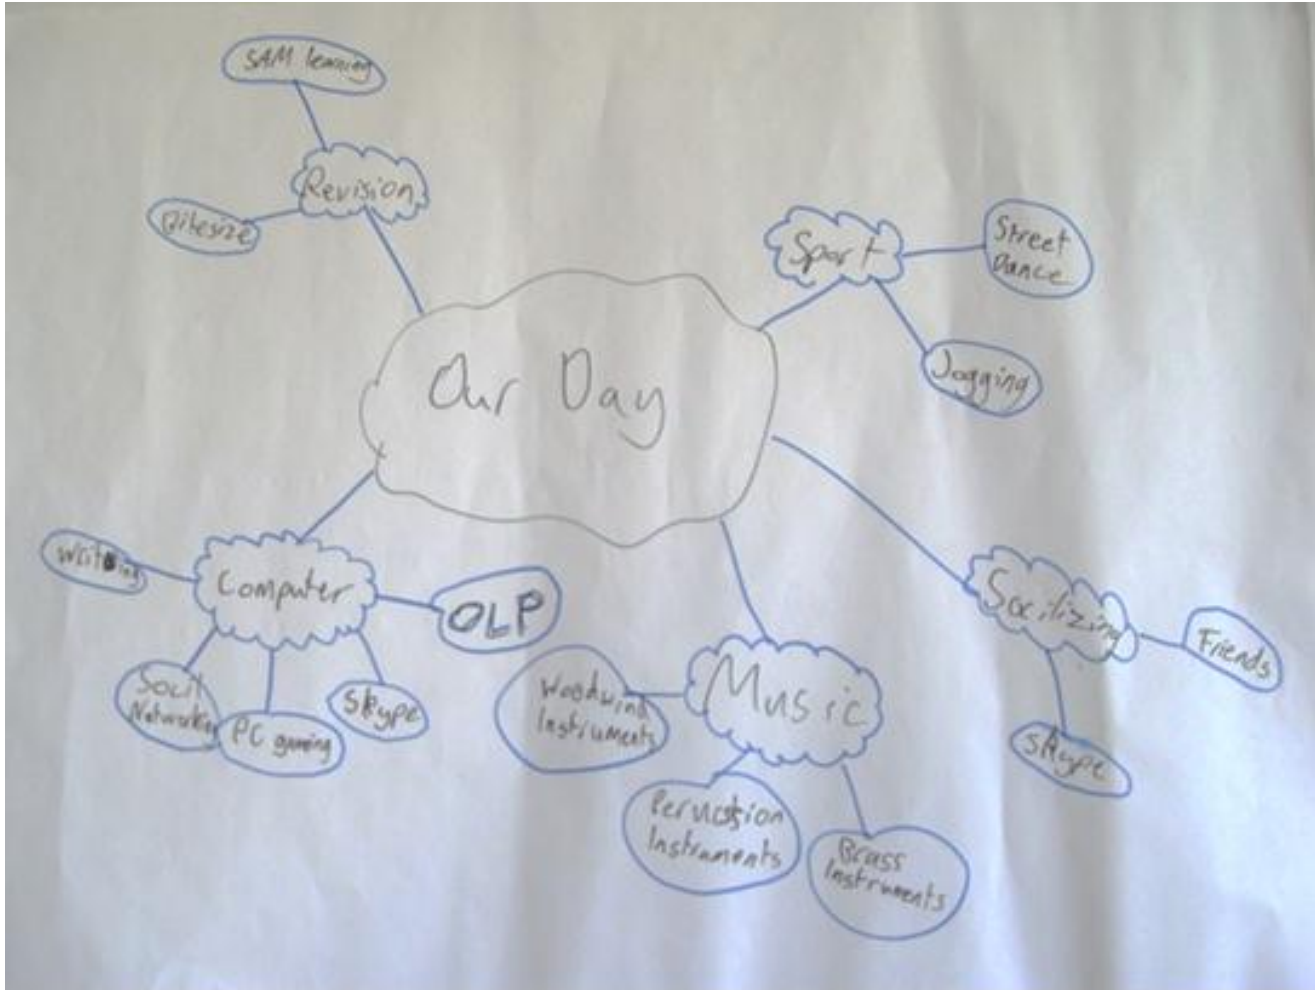 SAM learning
Revision
Bitesize
Sport
Street
Dance
Jogging
Our Day
Computer
OLP
Skype
PC gaming
Socil
Networking
Music
Woodwind
Instruments
Percussion
Instruments
Brass
Instruments
Socilizing
Friends
Skype